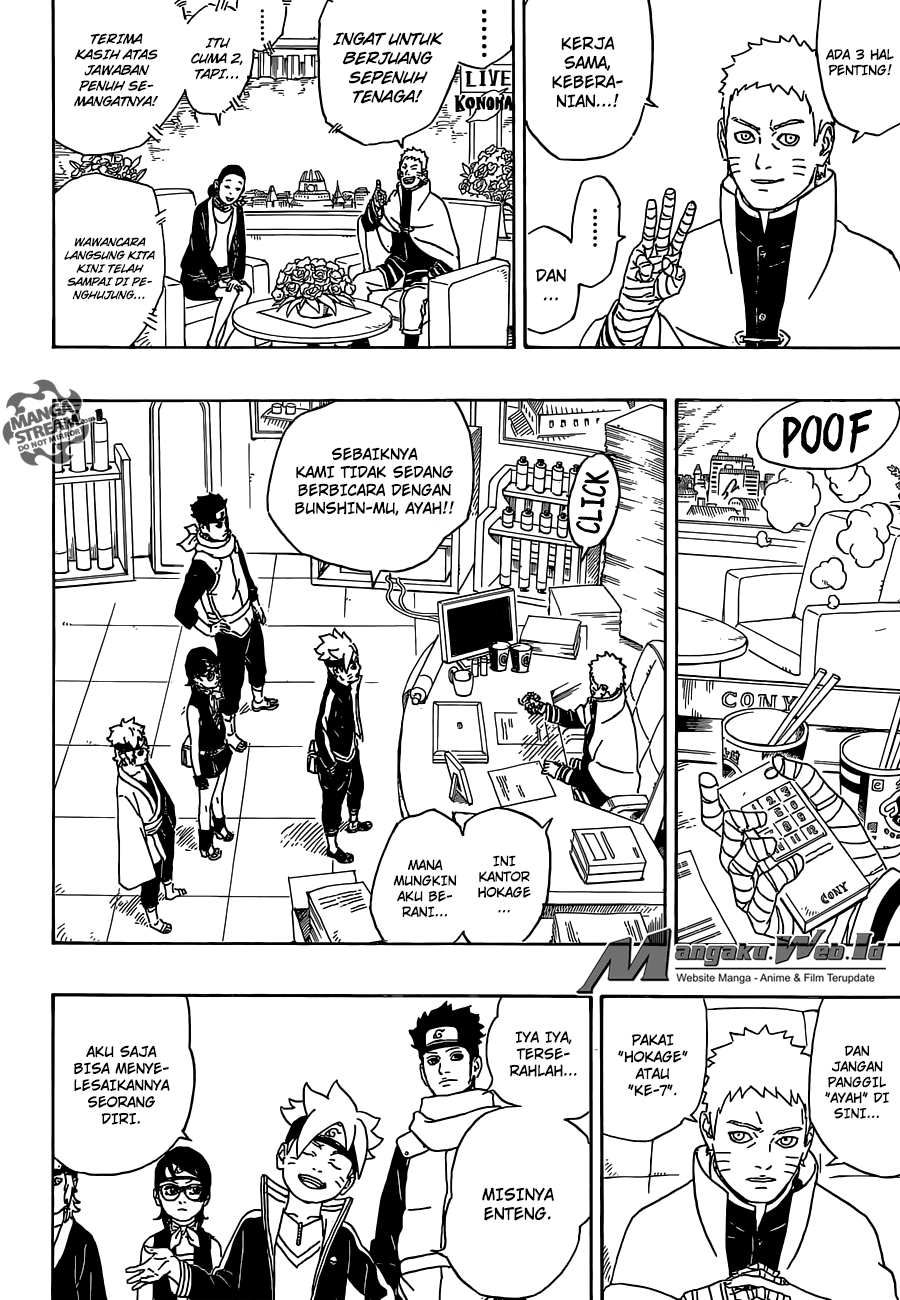 ADA 3 HAL
PENTING!
KERJA
SAMA,
KEBERA-
NIAN...!
......
DAN
...
......
INGAT UNTUK
BERJUANG
SEPENUH
TENAGA!
ITU
CUMA 2,
TAPI...
TERIMA
KASIH ATAS
JAWABAN
PENUH SE-
MANGATNYA!
LIVE
KONOHA
WAWANCARA
LANGSUNG KITA
KINI TELAH
SAMPAI DI PE-
NGHUJUNG...
POOF
CONY
1 2 3
CONY
MANGA
STREAM.COM
DO NOT MIRROR
SEBAIKNYA
KAMI TIDAK SEDANG
BERBICARA DENGAN
BUNSHIN-MU, AYAH!!
CLICK
INI
KANTOR
HOKAGE
...
MANA
MUNGKIN
AKU BE-
RANI...
Mangaku.Web.Id
Website Manga - Anime & Film Terupdate
DAN
JANGAN
PANGGIL
"AYAH" DI
SINI...
PAKAI
"HOKAGE"
ATAU
"KE-7".
IYA IYA,
TERSE-
RAHLAH...
MISINYA
ENTENG.
AKU SAJA
BISA MENYE-
LESAIKANNYA
SEORANG
DIRI.